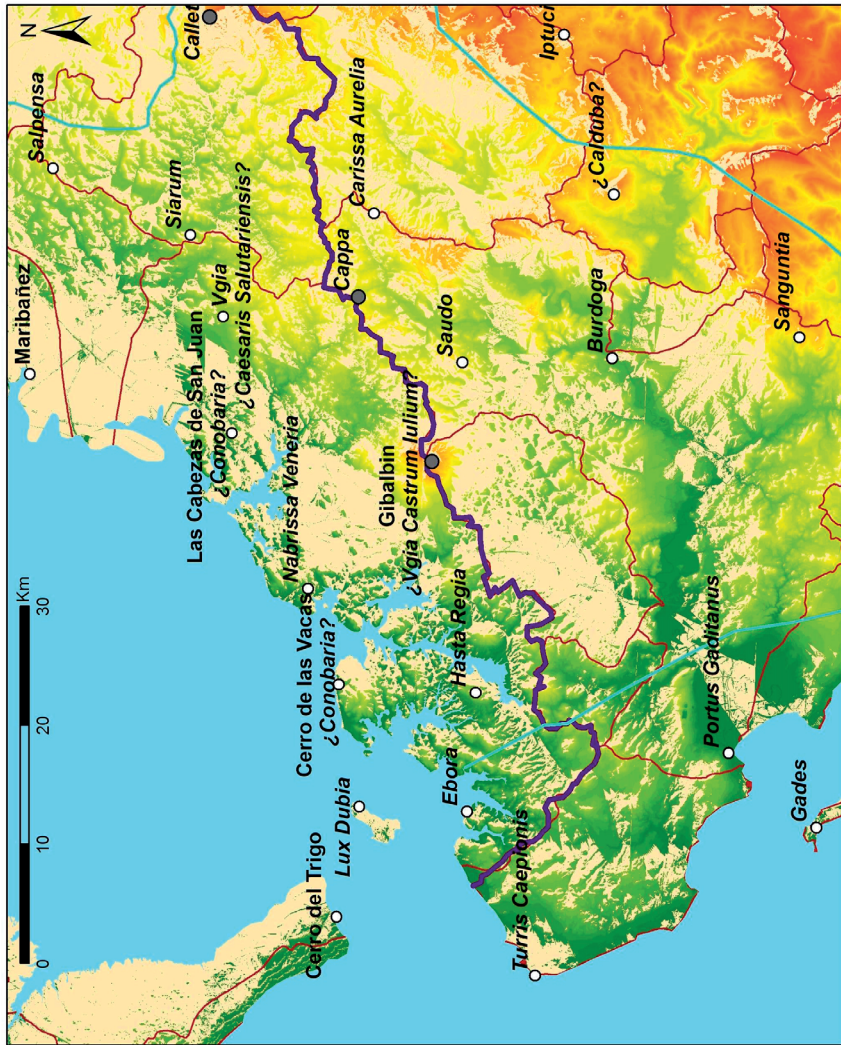 0 10 20 30 Km
N
Maribañez
Salpensa
Siarum
Callet
Las Cabezas de San Juan
¿Conobaria?
Vgia
¿Caesaris Salutariensis?
Nabrissa Veneria
Cerro de las Vacas
¿Conobaria?
Cerro del Trigo
Lux Dubia
Cappa
Carissa Aurelia
Gibalbin
¿Vgia Castrum Iulium?
Saudo
Ebora
Hasta Regia
Turris Caepionis
Iptuci
Burdoga
¿Calduba?
Portus Gaditanus
Sanguntia
Gades